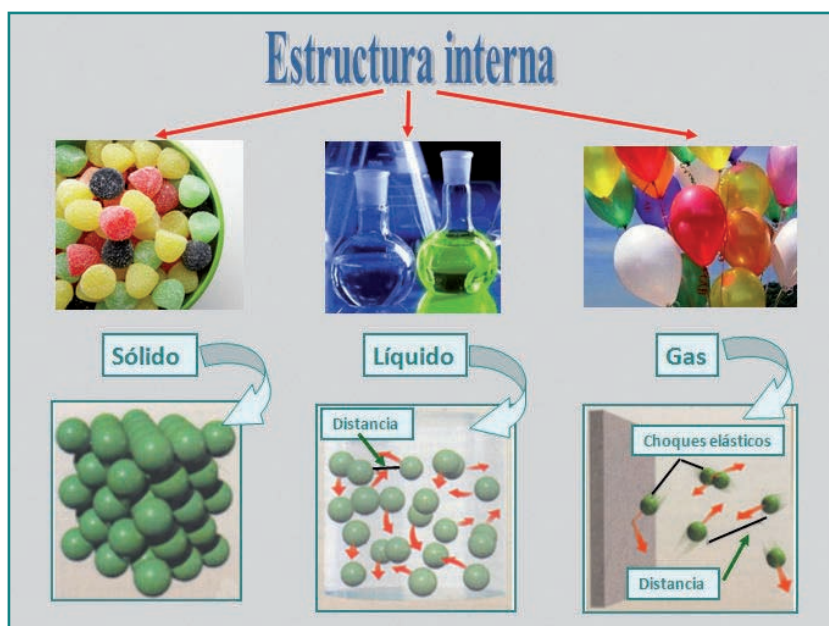 Estructura interna
Sólido
Líquido
Gas
Distancia
Choques elásticos
Distancia